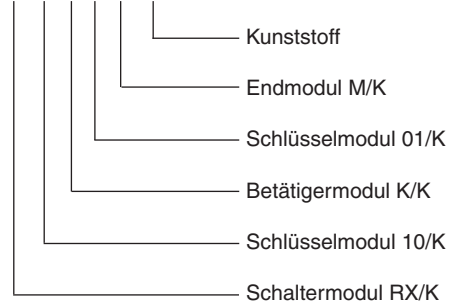 Kunststoff
Endmodul M/K
Schlüsselmodul 01/K
Betätigermodul K/K
Schlüsselmodul 10/K
Schaltermodul RX/K